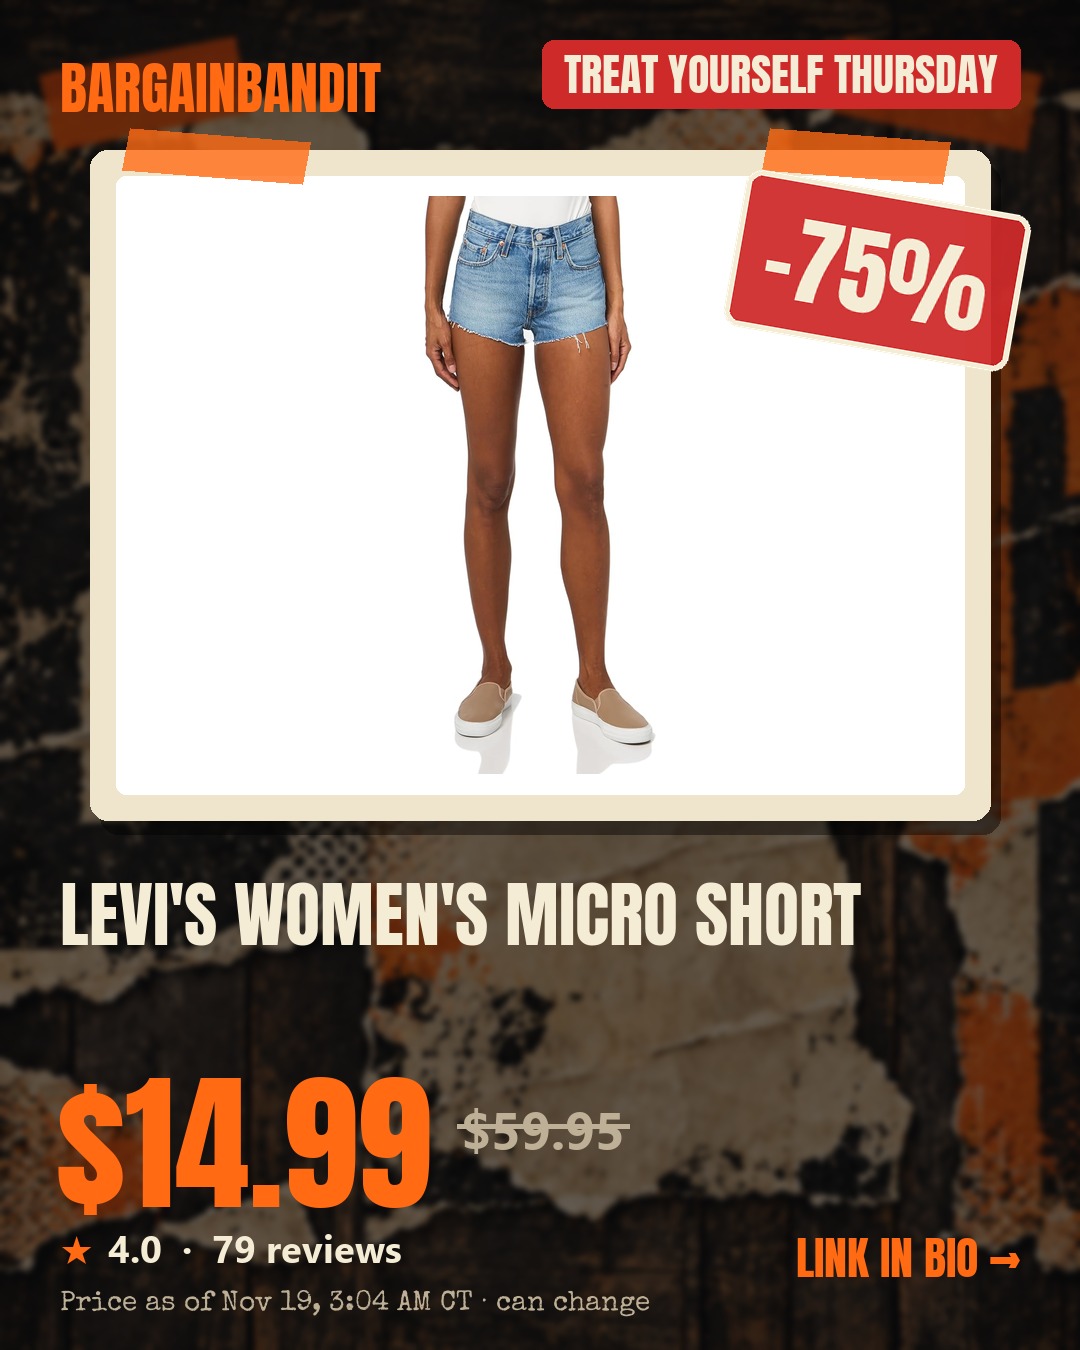 BARGAINBANDIT
TREAT YOURSELF THURSDAY
-75%
LEVI'S WOMEN'S MICRO SHORT
$14.99 $59.95
★ 4.0 · 79 reviews
Price as of Nov 19, 3:04 AM CT · can change
LINK IN BIO →